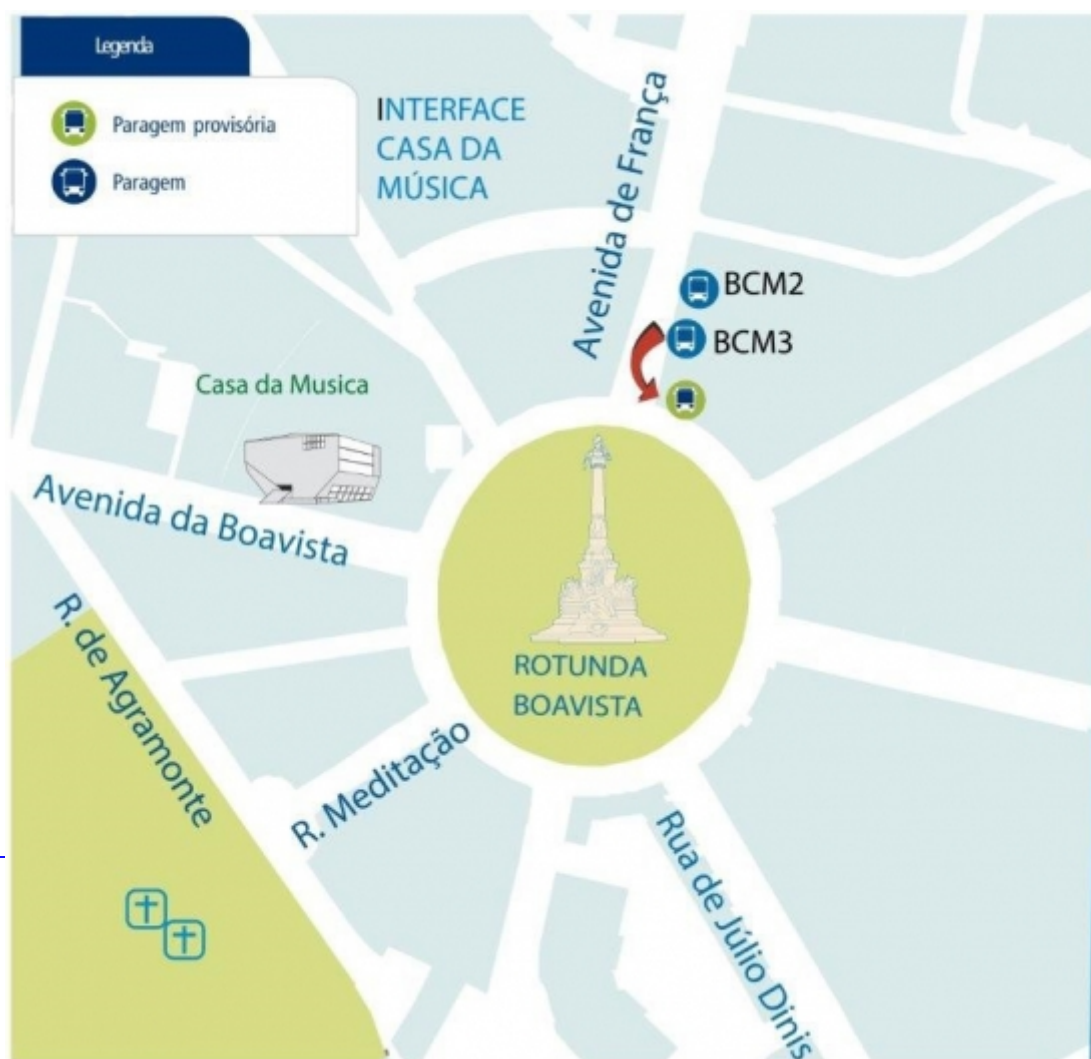 Legenda
Paragem provisória
Paragem
INTERFACE
CASA DA
MÚSICA
Avenida de França
BCM2
BCM3
Casa da Musica
Avenida da Boavista
ROTUNDA
BOAVISTA
R. de Agramonte
R. Meditação
Rua de Júlio Dinis